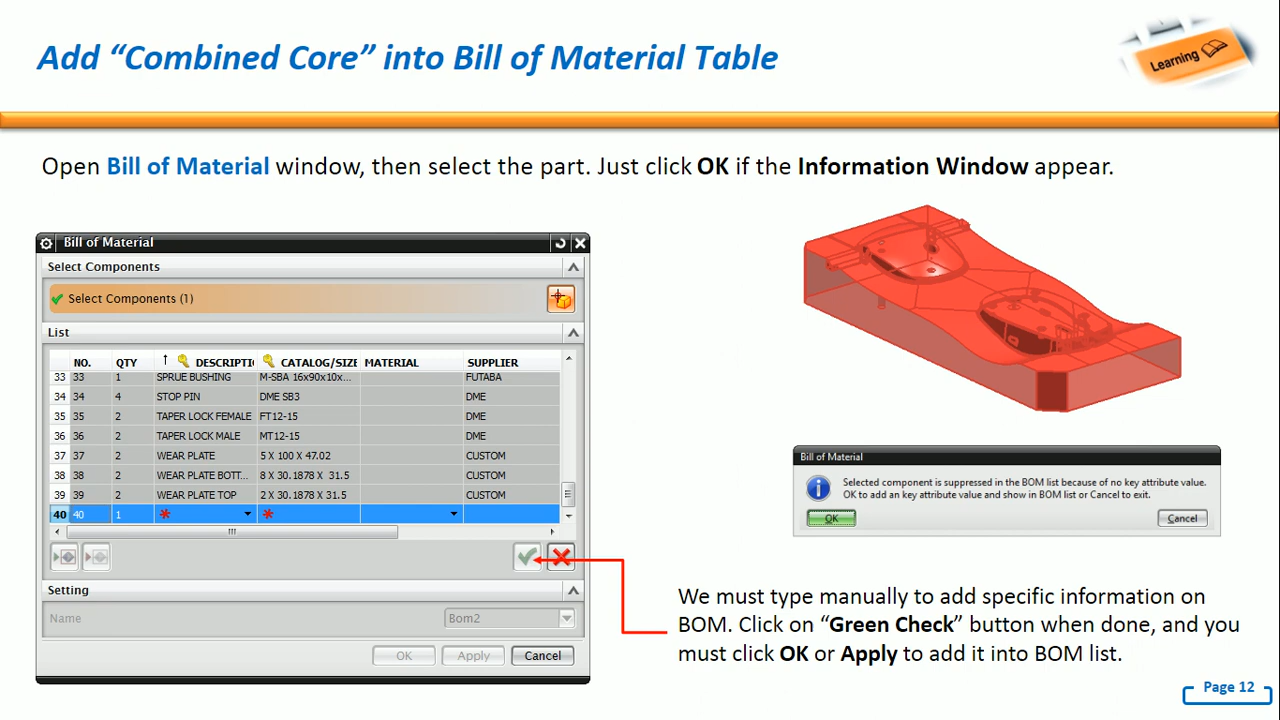 Add “Combined Core” into Bill of Material Table
Learning
Open Bill of Material window, then select the part. Just click OK if the Information Window appear.
Bill of Material
Select Components
Select Components (1)
List
NO. QTY DESCRIPTI CATALOG/SIZE MATERIAL SUPPLIER
33 33 1 SPRUE BUSHING M-SBA 16x90x10x... FUTABA
34 34 4 STOP PIN DME SB3 DME
35 35 2 TAPER LOCK FEMALE FT12-15 DME
36 36 2 TAPER LOCK MALE MT12-15 DME
37 37 2 WEAR PLATE 5 X 100 X 47.02 CUSTOM
38 38 2 WEAR PLATE BOTT... 8 X 30.1878 X 31.5 CUSTOM
39 39 2 WEAR PLATE TOP 2 X 30.1878 X 31.5 CUSTOM
40 40 1 * *
Setting
Name Bom2
OK Apply Cancel
Bill of Material
Selected component is suppressed in the BOM list because of no key attribute value.
OK to add an key attribute value and show in BOM list or Cancel to exit.
OK Cancel
We must type manually to add specific information on
BOM. Click on “Green Check” button when done, and you
must click OK or Apply to add it into BOM list.
Page 12